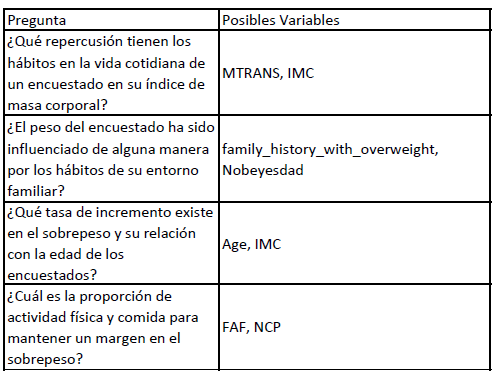 Pregunta
Posibles Variables
¿Qué repercusión tienen los
hábitos en la vida cotidiana de
un encuestado en su índice de
masa corporal?
MTRANS, IMC
¿El peso del encuestado ha sido
influenciado de alguna manera
por los hábitos de su entorno
familiar?
family_history_with_overweight,
Nobeyesdad
¿Qué tasa de incremento existe
en el sobrepeso y su relación
con la edad de los
encuestados?
Age, IMC
¿Cuál es la proporción de
actividad física y comida para
mantener un margen en el
sobrepeso?
FAF, NCP